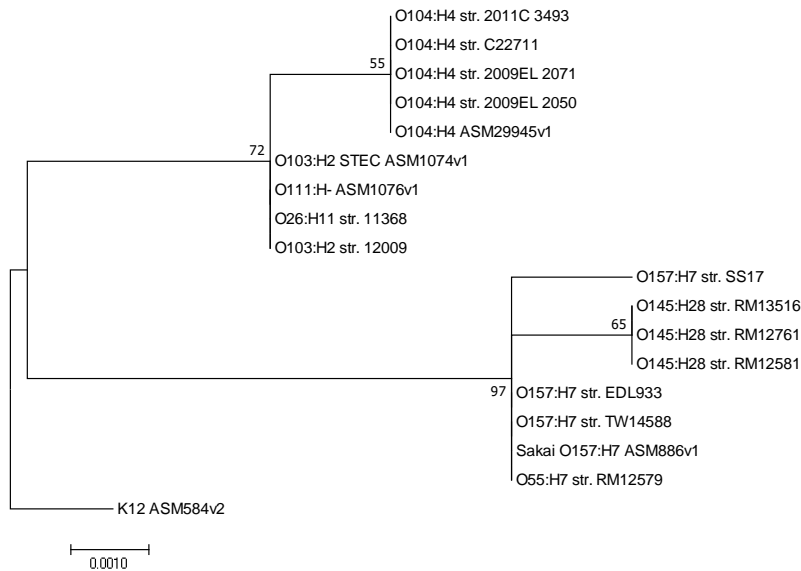 O104:H4 str. 2011C 3493
O104:H4 str. C22711
55
O104:H4 str. 2009EL 2071
O104:H4 str. 2009EL 2050
O104:H4 ASM29945v1
72
O103:H2 STEC ASM1074v1
O111:H- ASM1076v1
O26:H11 str. 11368
O103:H2 str. 12009
O157:H7 str. SS17
O145:H28 str. RM13516
65
O145:H28 str. RM12761
O145:H28 str. RM12581
97
O157:H7 str. EDL933
O157:H7 str. TW14588
Sakai O157:H7 ASM886v1
O55:H7 str. RM12579
K12 ASM584v2
0.0010